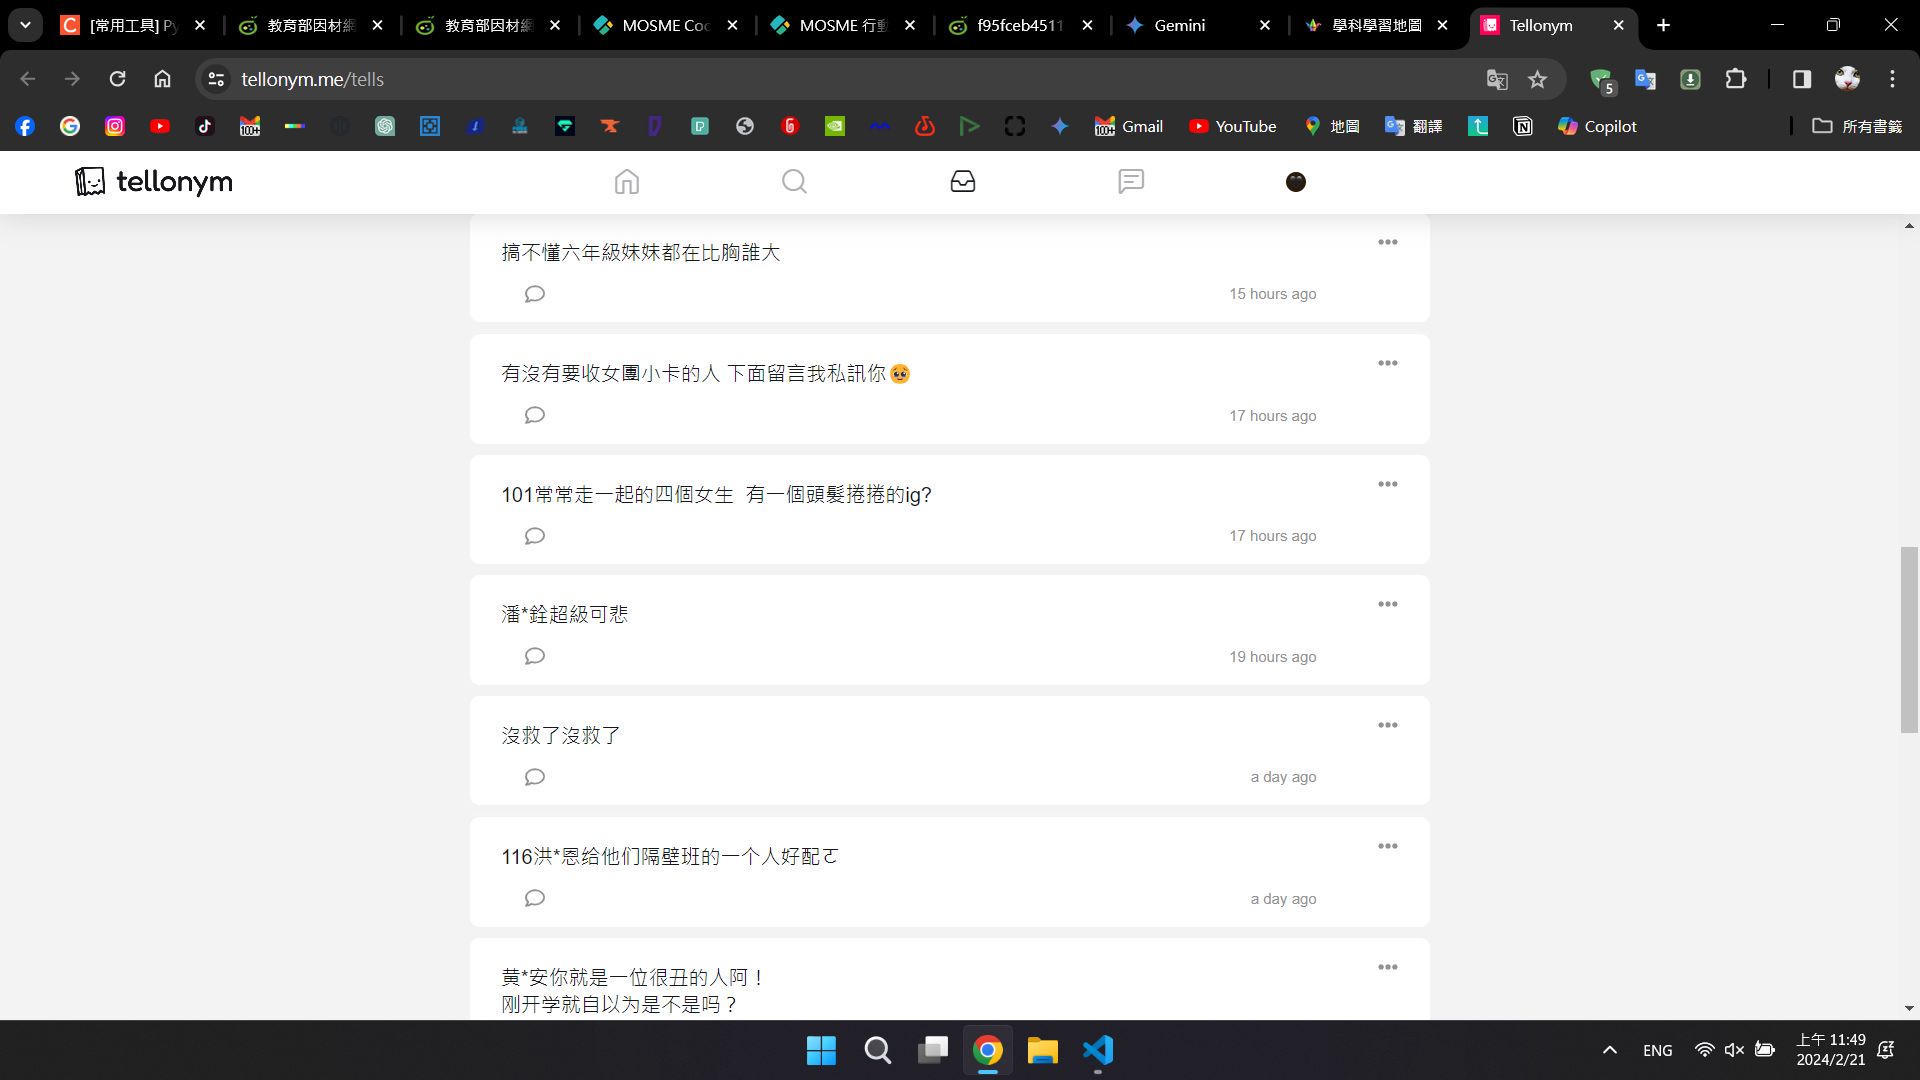 [常用工具] Py
教育部因材網
教育部因材網
MOSME Coc
MOSME 行動
f95fceb4511
Gemini
學科學習地圖
Tellonym
tellonym.me/tells
5
Gmail
YouTube
地圖
翻譯
Copilot
所有書籤
tellonym
搞不懂六年級妹妹都在比胸誰大
15 hours ago
有沒有要收女團小卡的人 下面留言我私訊你🥹
17 hours ago
101常常走一起的四個女生 有一個頭髮捲捲的ig?
17 hours ago
潘*銓超級可悲
19 hours ago
沒救了沒救了
a day ago
116洪*恩给他们隔壁班的一个人好配ㄛ
a day ago
黄*安你就是一位很丑的人阿！
刚开学就自以为是不是吗？
ENG
上午 11:49
2024/2/21